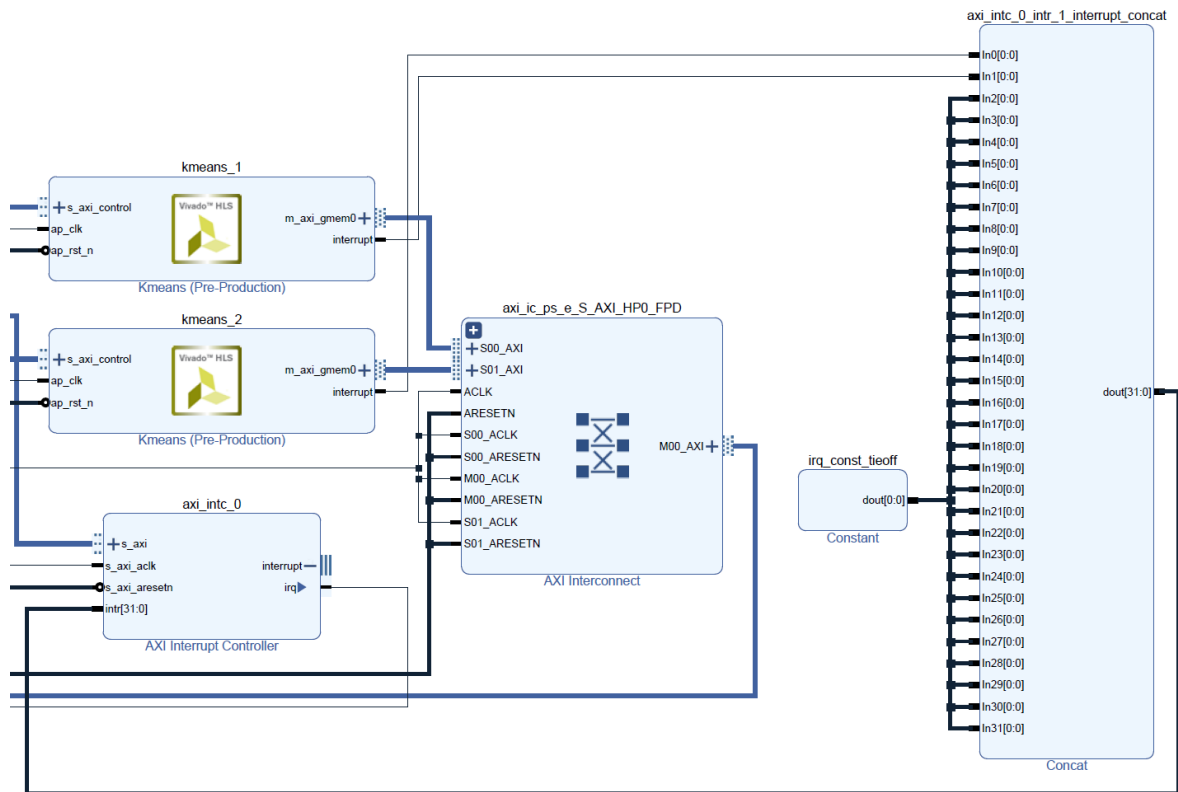 axi_intc_0_intr_1_interrupt_concat
In0[0:0]
In1[0:0]
In2[0:0]
In3[0:0]
In4[0:0]
In5[0:0]
In6[0:0]
In7[0:0]
In8[0:0]
In9[0:0]
In10[0:0]
In11[0:0]
In12[0:0]
In13[0:0]
In14[0:0]
In15[0:0]
In16[0:0]
In17[0:0]
In18[0:0]
In19[0:0]
In20[0:0]
In21[0:0]
In22[0:0]
In23[0:0]
In24[0:0]
In25[0:0]
In26[0:0]
In27[0:0]
In28[0:0]
In29[0:0]
In30[0:0]
In31[0:0]
dout[31:0]
Concat
kmeans_1
s_axi_control
ap_clk
ap_rst_n
Vivado™ HLS
m_axi_gmem0
interrupt
Kmeans (Pre-Production)
kmeans_2
s_axi_control
ap_clk
ap_rst_n
Vivado™ HLS
m_axi_gmem0
interrupt
Kmeans (Pre-Production)
axi_intc_0
s_axi
s_axi_aclk
s_axi_aresetn
intr[31:0]
interrupt
irq
AXI Interrupt Controller
axi_ic_ps_e_S_AXI_HP0_FPD
S00_AXI
S01_AXI
ACLK
ARESETN
S00_ACLK
S00_ARESETN
M00_ACLK
M00_ARESETN
S01_ACLK
S01_ARESETN
M00_AXI
AXI Interconnect
irq_const_tieoff
dout[0:0]
Constant